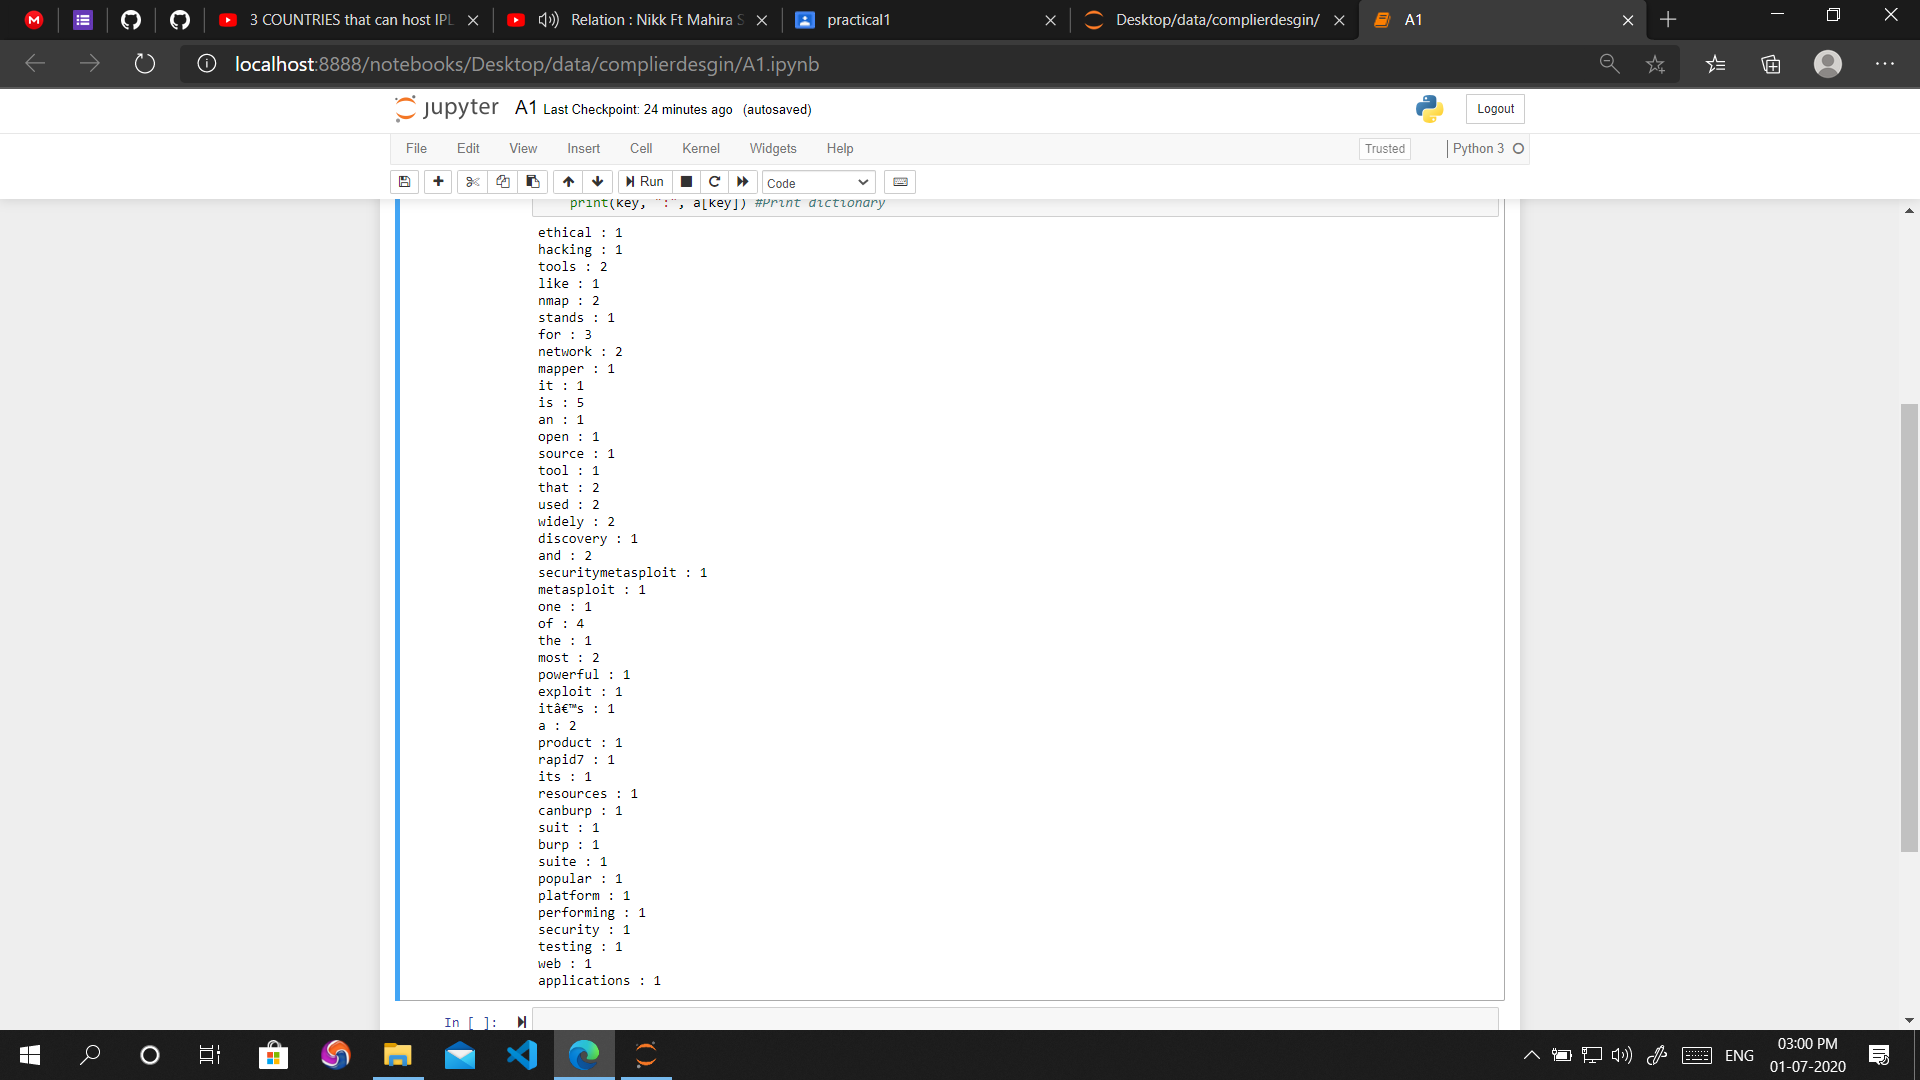 3 COUNTRIES that can host IPL
Relation : Nikk Ft Mahira S
practical1
Desktop/data/complierdesgin/
A1
localhost:8888/notebooks/Desktop/data/complierdesgin/A1.ipynb
jupyter A1 Last Checkpoint: 24 minutes ago (autosaved)
Logout
File Edit View Insert Cell Kernel Widgets Help
Trusted
Python 3
Run
Code
print(key, ":", a[key]) #Print dictionary
ethical : 1
hacking : 1
tools : 2
like : 1
nmap : 2
stands : 1
for : 3
network : 2
mapper : 1
it : 1
is : 5
an : 1
open : 1
source : 1
tool : 1
that : 2
used : 2
widely : 2
discovery : 1
and : 2
securitymetasploit : 1
metasploit : 1
one : 1
of : 4
the : 1
most : 2
powerful : 1
exploit : 1
itâ€™s : 1
a : 2
product : 1
rapid7 : 1
its : 1
resources : 1
canburp : 1
suit : 1
burp : 1
suite : 1
popular : 1
platform : 1
performing : 1
security : 1
testing : 1
web : 1
applications : 1
In [ ]:
ENG
03:00 PM
01-07-2020